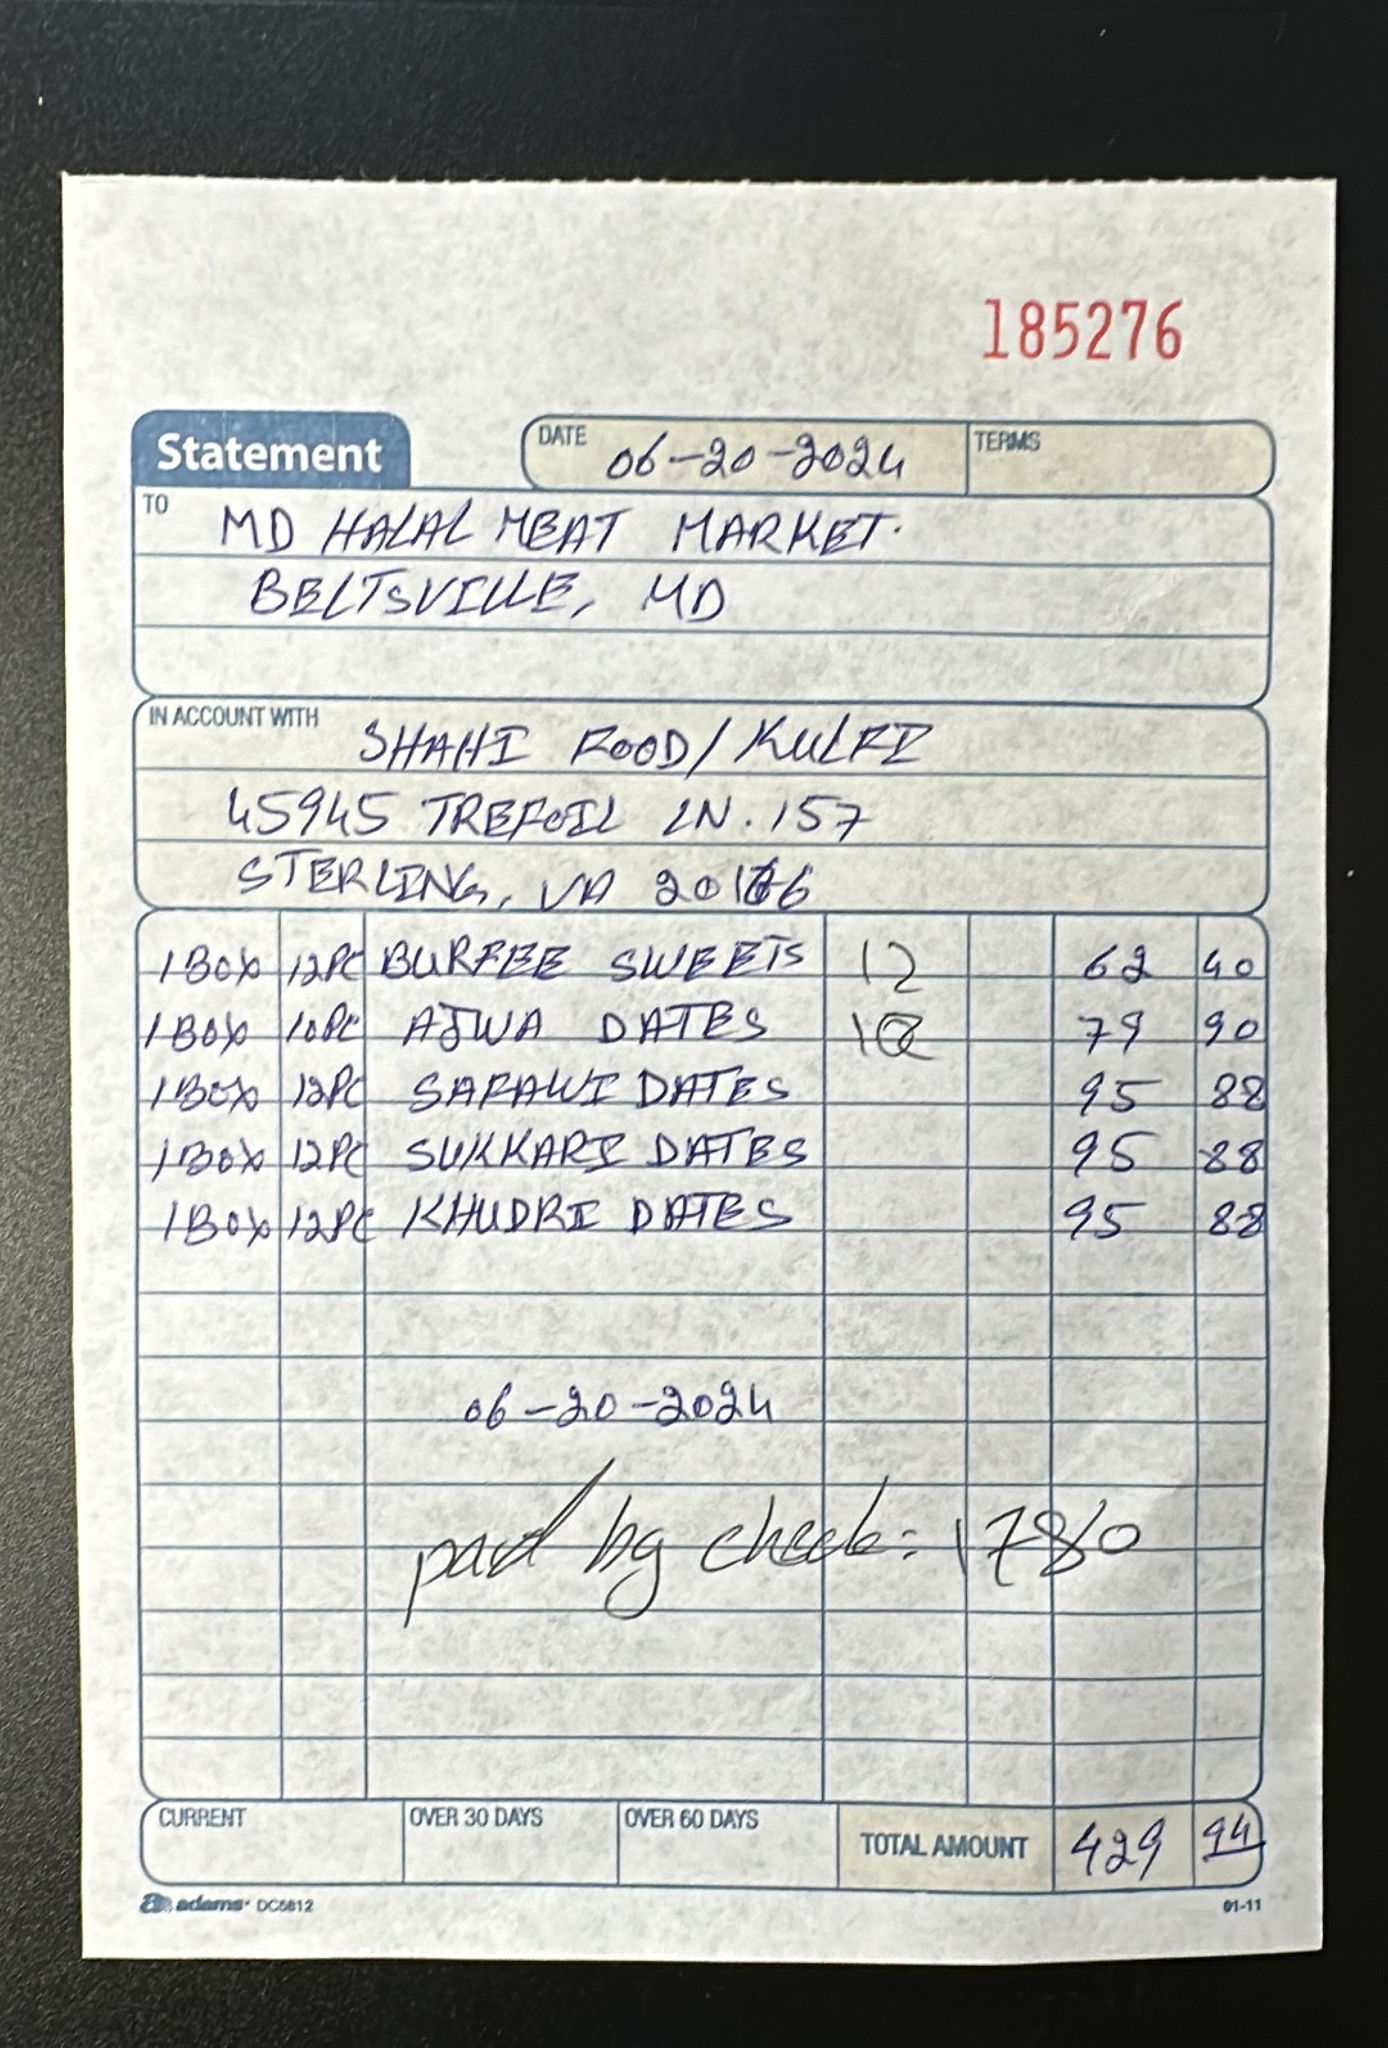 185276
Statement
DATE 06-20-2024 TERMS
TO MD HALAL MEAT MARKET.
BELTSVILLE, MD
IN ACCOUNT WITH SHAHI FOOD/KULFI
45945 TREFOIL LN. 157
STERLING, VA 20166
1 BOX 12PC BURFEE SWEETS 12 62 40
1 BOX 10PC AJWA DATES 10 79 90
1 BOX 12PC SAFAWI DATES 95 88
1 BOX 12PC SUKKARI DATES 95 88
1 BOX 12PC KHUDRI DATES 95 88
06-20-2024
paid by check: 1780
CURRENT OVER 30 DAYS OVER 60 DAYS TOTAL AMOUNT 429 94
adams DC5812 01-11